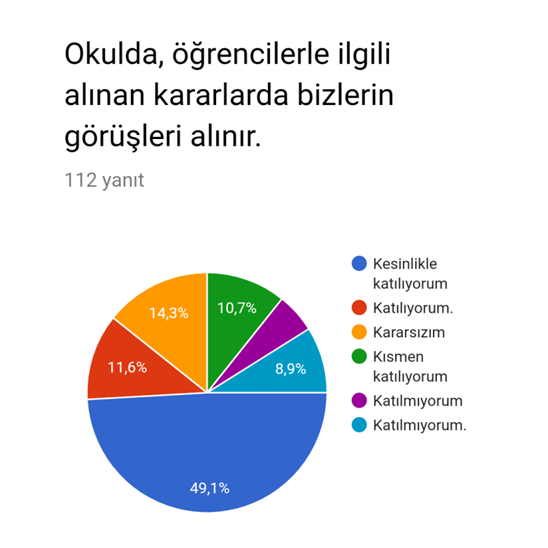 Okulda, öğrencilerle ilgili
alınan kararlarda bizlerin
görüşleri alınır.
112 yanıt
Kesinlikle
katılıyorum
Katılıyorum.
Kararsızım
Kısmen
katılıyorum
Katılmıyorum
Katılmıyorum.
10,7%
14,3%
8,9%
11,6%
49,1%